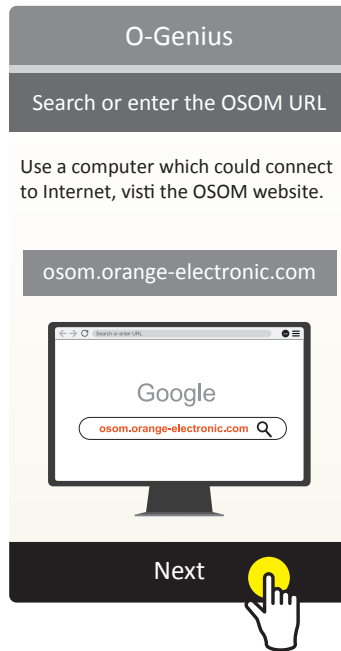 O-Genius
Search or enter the OSOM URL
Use a computer which could connect
to Internet, visti the OSOM website.
osom.orange-electronic.com
Search or enter URL
Google
osom.orange-electronic.com
Next